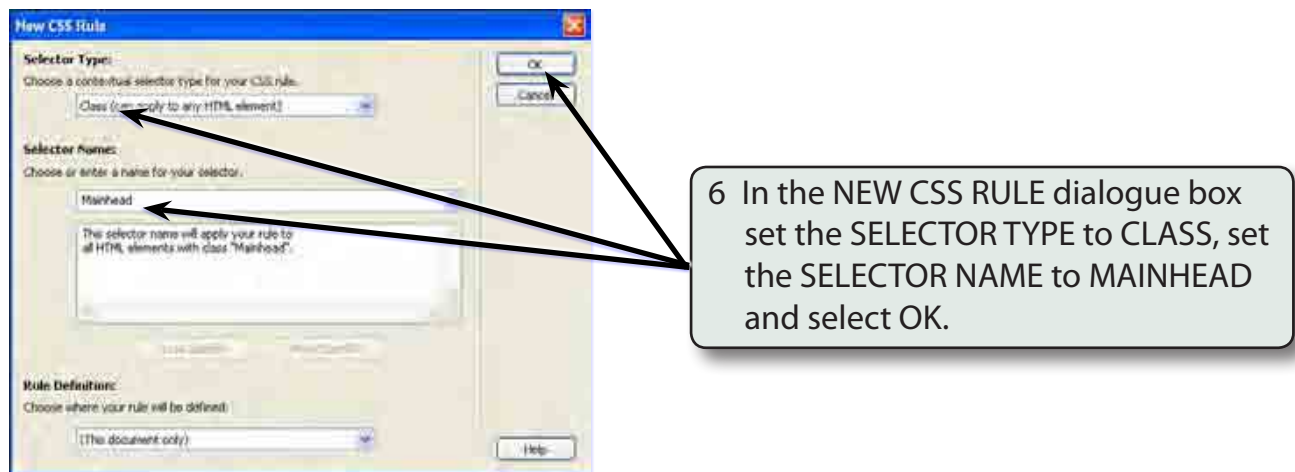 New CSS Rule
Selector Type:
Choose a contextual selector type for your CSS rule.
Class (can apply to any HTML element)
OK
Cancel
Selector Name:
Choose or enter a name for your selector.
Mainhead
This selector name will apply your rule to
all HTML elements with class "Mainhead".
Rule Definition:
Choose where your rule will be defined.
(This document only)
Help
6 In the NEW CSS RULE dialogue box
set the SELECTOR TYPE to CLASS, set
the SELECTOR NAME to MAINHEAD
and select OK.